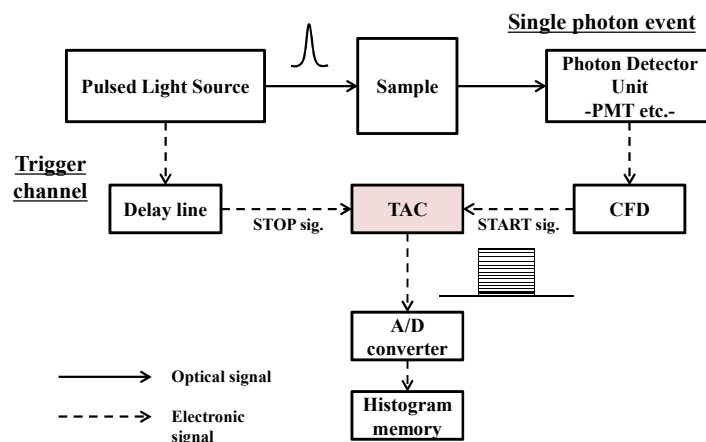 Single photon event
Pulsed Light Source
Sample
Photon Detector
Unit
-PMT etc.-
Trigger
channel
Delay line
STOP sig.
TAC
START sig.
CFD
A/D
converter
Optical signal
Histogram
memory
Electronic
signal